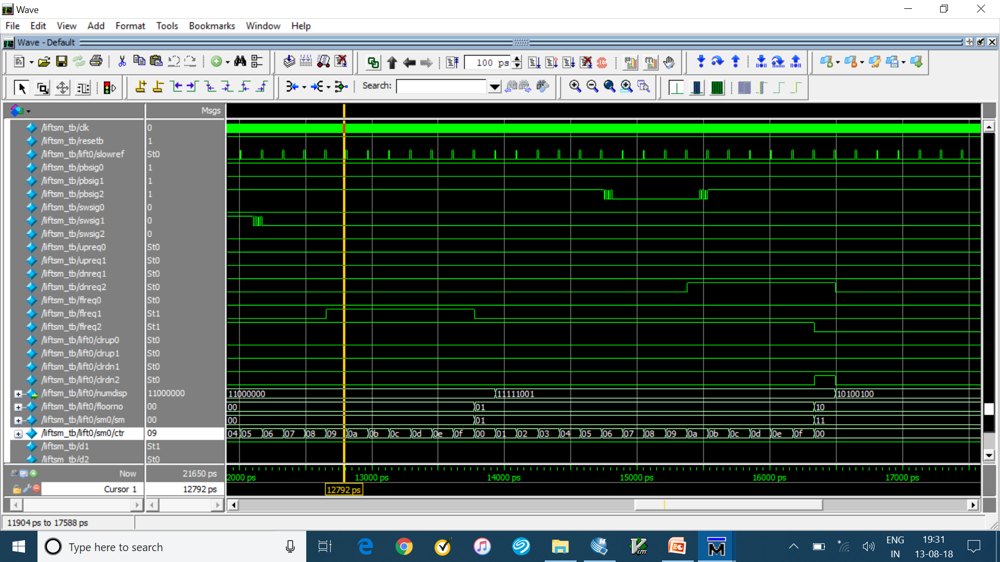 Wave
File Edit View Add Format Tools Bookmarks Window Help
Wave - Default
100 ps
Search:
Msgs
/liftsm_tb/clk 0
/liftsm_tb/resetb 1
/liftsm_tb/lift0/slowref St0
/liftsm_tb/pbsig0 1
/liftsm_tb/pbsig1 1
/liftsm_tb/pbsig2 1
/liftsm_tb/swsig0 0
/liftsm_tb/swsig1 0
/liftsm_tb/swsig2 0
/liftsm_tb/upreq0 St0
/liftsm_tb/upreq1 St0
/liftsm_tb/dnreq1 St0
/liftsm_tb/dnreq2 St0
/liftsm_tb/flreq0 St0
/liftsm_tb/flreq1 St1
/liftsm_tb/flreq2 St1
/liftsm_tb/lift0/clrup0 St0
/liftsm_tb/lift0/clrup1 St0
/liftsm_tb/lift0/clrdn1 St0
/liftsm_tb/lift0/clrdn2 St0
/liftsm_tb/lift0/numdisp 11000000 11000000 11111001 10100100
/liftsm_tb/lift0/floorno 00 00 01 10
/liftsm_tb/lift0/sm0/sm 00 00 01 11
/liftsm_tb/lift0/sm0/ctr 09 04 05 06 07 08 09 0a 0b 0c 0d 0e 0f 00 01 02 03 04 05 06 07 08 09 0a 0b 0c 0d 0e 0f 00
/liftsm_tb/d1 St1
/liftsm_tb/d2 St0
Now 21650 ps 2000 ps 13000 ps 14000 ps 15000 ps 16000 ps 17000 ps
Cursor 1 12792 ps 12792 ps
11904 ps to 17588 ps
Type here to search
ENG 19:31
IN 13-08-18